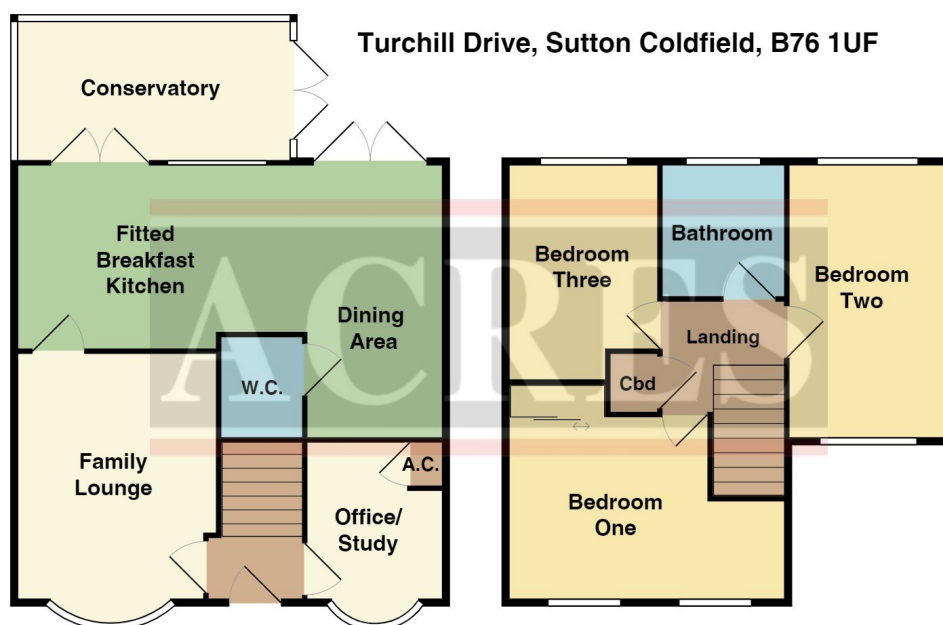 Turchill Drive, Sutton Coldfield, B76 1UF
Conservatory
Fitted
Breakfast
Kitchen
Dining
Area
W.C.
Family
Lounge
A.C.
Office/
Study
Bedroom
Three
Bathroom
Bedroom
Two
Landing
Cbd
Bedroom
One
ACRES